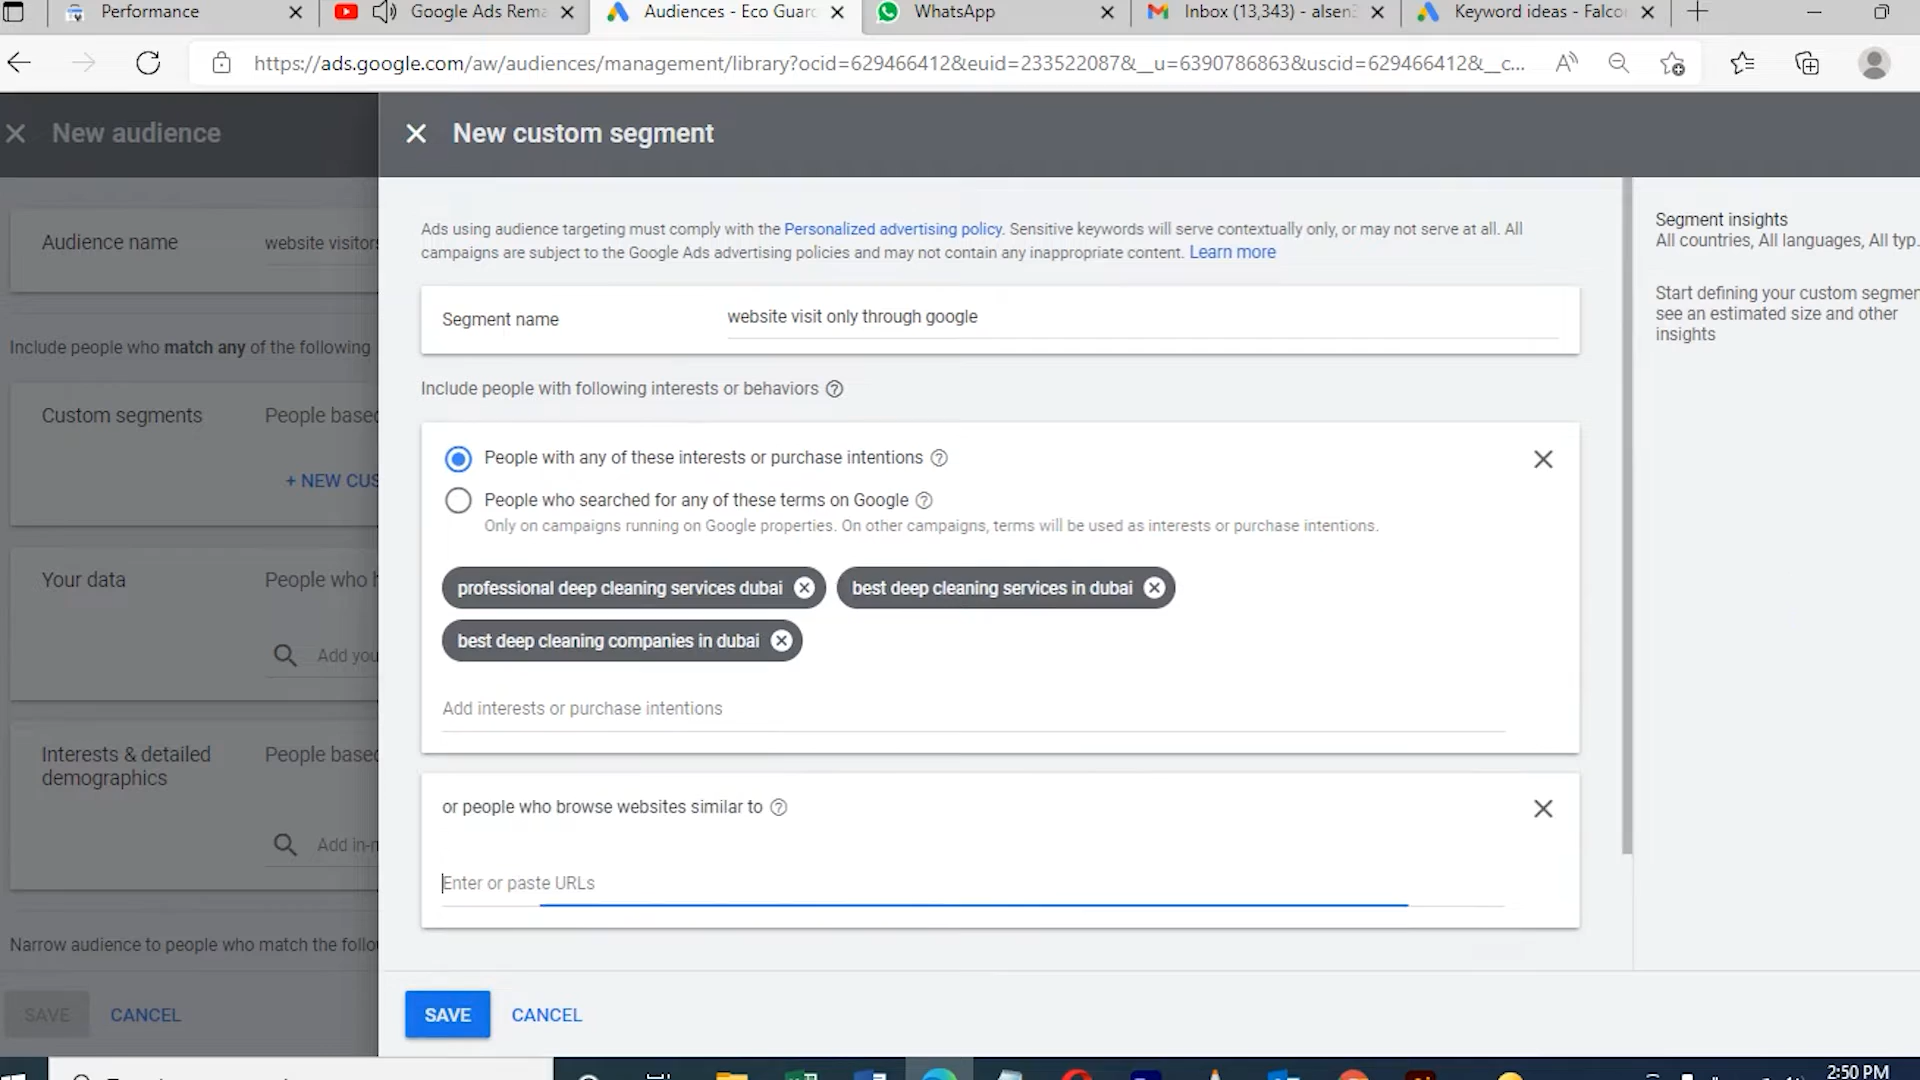 Performance
Google Ads Rema
Audiences - Eco Guard
WhatsApp
Inbox (13,343) - alsen3
Keyword ideas - Falco
https://ads.google.com/aw/audiences/management/library?ocid=629466412&euid=233522087&__u=6390786863&uscid=629466412&__c...
New audience
New custom segment
Audience name
website visitors
Include people who match any of the following
Custom segments
People based
+ NEW CUS
Your data
People who h
Add you
Interests & detailed
demographics
People based
Add in-m
Narrow audience to people who match the follo
SAVE
CANCEL
Ads using audience targeting must comply with the Personalized advertising policy. Sensitive keywords will serve contextually only, or may not serve at all. All
campaigns are subject to the Google Ads advertising policies and may not contain any inappropriate content. Learn more
Segment name
website visit only through google
Include people with following interests or behaviors
People with any of these interests or purchase intentions
People who searched for any of these terms on Google
Only on campaigns running on Google properties. On other campaigns, terms will be used as interests or purchase intentions.
professional deep cleaning services dubai
best deep cleaning services in dubai
best deep cleaning companies in dubai
Add interests or purchase intentions
or people who browse websites similar to
Enter or paste URLs
SAVE
CANCEL
Segment insights
All countries, All languages, All typ...
Start defining your custom segmen
see an estimated size and other
insights
2:50 PM